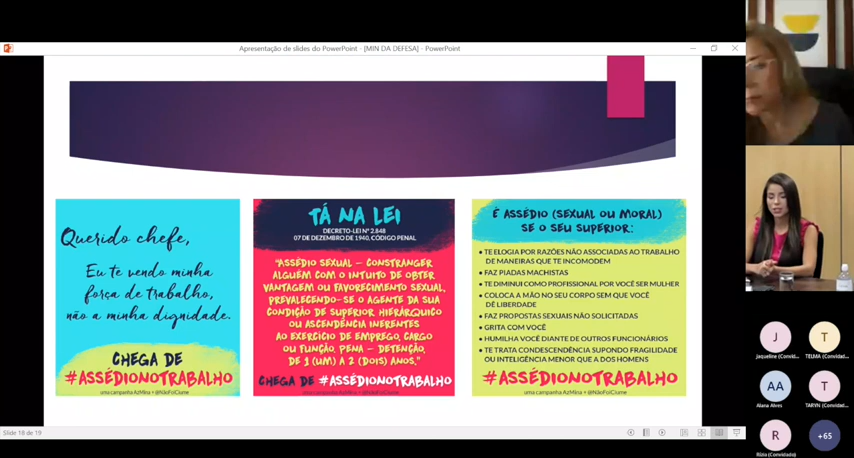 Apresentação de slides do PowerPoint - [MIN DA DEFESA] - PowerPoint
Querido chefe,
Eu te vendo minha
força de trabalho,
não a minha dignidade.
CHEGA DE
#ASSÉDIONOTRABALHO
uma campanha AzMina + @NãoFoiCiume
TÁ NA LEI
DECRETO-LEI Nº 2.848
07 DE DEZEMBRO DE 1940, CÓDIGO PENAL
"ASSÉDIO SEXUAL – CONSTRANGER
ALGUÉM COM O INTUITO DE OBTER
VANTAGEM OU FAVORECIMENTO SEXUAL,
PREVALECENDO-SE O AGENTE DA SUA
CONDIÇÃO DE SUPERIOR HIERÁRQUICO
OU ASCENDÊNCIA INERENTES
AO EXERCÍCIO DE EMPREGO, CARGO
OU FUNÇÃO. PENA – DETENÇÃO,
DE 1 (UM) A 2 (DOIS) ANOS."
CHEGA DE #ASSÉDIONOTRABALHO
uma campanha AzMina + @NãoFoiCiume
É ASSÉDIO (SEXUAL OU MORAL)
SE O SEU SUPERIOR:
• TE ELOGIA POR RAZÕES NÃO ASSOCIADAS AO TRABALHO
DE MANEIRAS QUE TE INCOMODEM
• FAZ PIADAS MACHISTAS
• TE DIMINUI COMO PROFISSIONAL POR VOCÊ SER MULHER
• COLOCA A MÃO NO SEU CORPO SEM QUE VOCÊ
DÊ LIBERDADE
• FAZ PROPOSTAS SEXUAIS NÃO SOLICITADAS
• GRITA COM VOCÊ
• HUMILHA VOCÊ DIANTE DE OUTROS FUNCIONÁRIOS
• TE TRATA CONDESCENDÊNCIA SUPONDO FRAGILIDADE
OU INTELIGÊNCIA MENOR QUE A DOS HOMENS
#ASSÉDIONOTRABALHO
uma campanha AzMina + @NãoFoiCiume
Slide 18 de 19
J
Jaqueline (Convid...
T
TELMA (Convidad...
AA
Alana Alves
T
TARYN (Convidad...
R
Rízia (Convidado)
+65